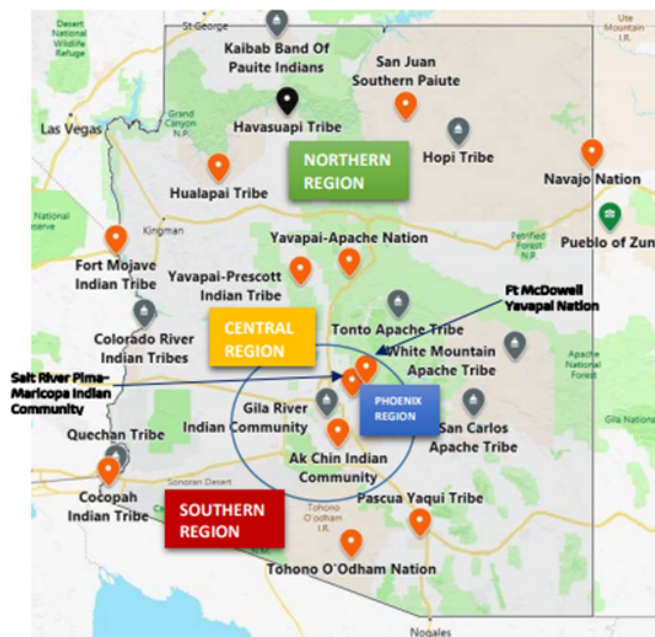 Desert
National
Wildlife
Refuge
St George
Kaibab Band Of
Pauite Indians
San Juan
Southern Paiute
Ute
Mountain
I.R.
Las Vegas
Grand
Canyon
N.P.
Havasuapi Tribe
Hopi Tribe
NORTHERN
REGION
Hualapai Tribe
Navajo Nation
National
Kingman
Petrified
Forest N.P.
Pueblo of Zun
Yavapai-Apache Nation
Fort Mojave
Indian Tribe
Yavapai-Prescott
Indian Tribe
Ft McDowell
Yavapai Nation
Colorado River
Indian Tribes
CENTRAL
REGION
Tonto Apache Tribe
White Mountain
Apache Tribe
Apache
National
Forest
Salt River Pima-
Maricopa Indian
Community
Gila River
Indian Community
PHOENIX
REGION
San Carlos
Apache Tribe
Gila National
Quechan Tribe
Ak Chin Indian
Community
Cocopah
Indian Tribe
Sonoran Desert
SOUTHERN
REGION
Tohono
O'odham
I.R.
Pascua Yaqui Tribe
N.M.
Tohono O'Odham Nation
Nogales